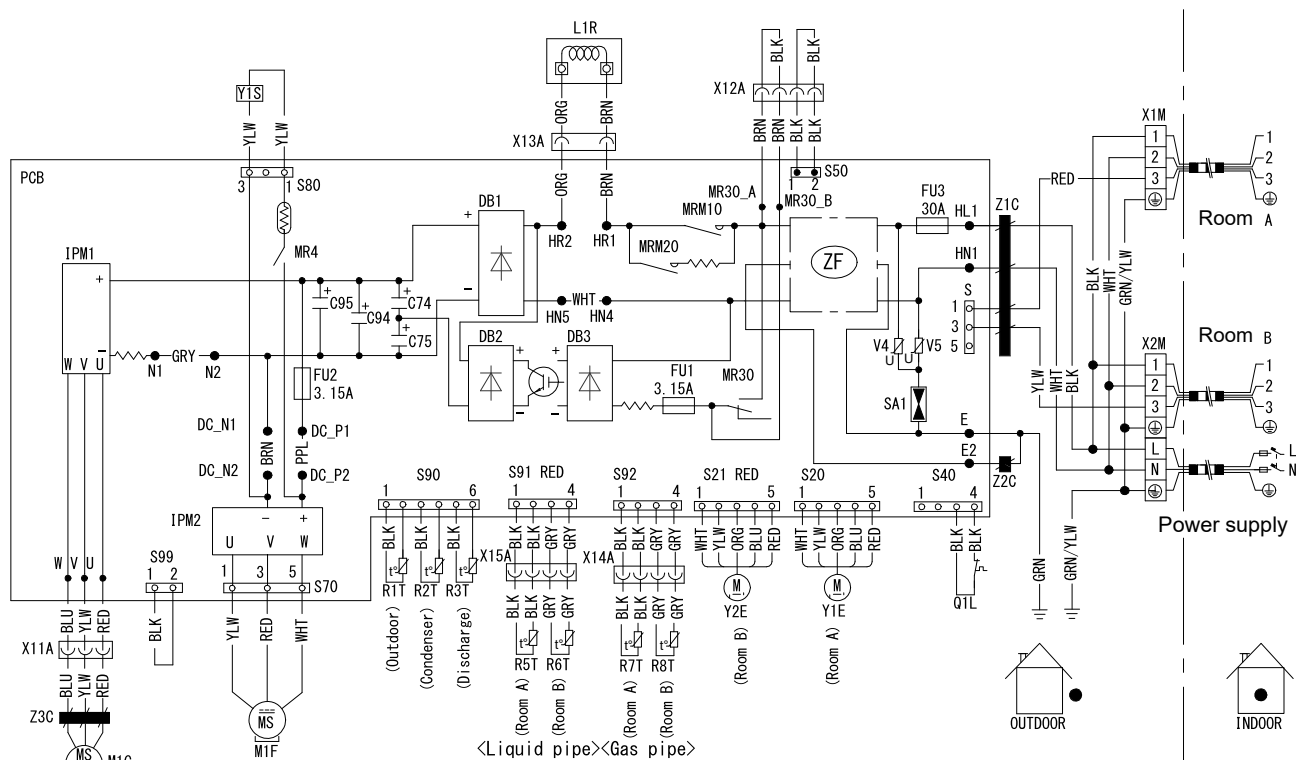 L1R
ORG BRN
X13A
ORG BRN
BLK BLK
X12A
BRN BRN BLK BLK
Y1S
YLW YLW
PCB
3 1 S80
MR4
S50
1 2
MR30_A
MR30_B
MRM10
MRM20
HR2 HR1
DB1
+
−
FU3
30A
HL1
HN1
Z1C
S
1
3
5
ZF
IPM1
+
−
W V U
N1 GRY N2
C95
C94
C74
C75
+
+
+
+
HN5 WHT HN4
DB2
+
−
DB3
+
−
FU1
3.15A
MR30
V4 U
V5 U
SA1
E
E2
Z2C
FU2
3.15A
DC_N1
DC_P1
BRN PPL
DC_N2
DC_P2
IPM2
− +
U V W
1 3 5 S70
YLW RED WHT
MS
M1F
W V U
BLU YLW RED
X11A
BLU YLW RED
Z3C
MS
M1C
S99
1 2
BLK
S90
1 6
BLK BLK BLK
t° t° t°
R1T R2T R3T
(Outdoor)
(Condenser)
(Discharge)
S91 RED
1 4
BLK BLK GRY GRY
X15A
BLK BLK GRY GRY
t° t°
R5T R6T
(Room A)
(Room B)
<Liquid pipe>
S92
1 4
BLK BLK GRY GRY
X14A
BLK BLK GRY GRY
t° t°
R7T R8T
(Room A)
(Room B)
<Gas pipe>
S21 RED
1 5
WHT YLW ORG BLU RED
M
Y2E
(Room B)
S20
1 5
WHT YLW ORG BLU RED
M
Y1E
(Room A)
S40
1 4
BLK BLK
Q1L
GRN
GRN/YLW
RED
YLW WHT BLK
BLK WHT GRN/YLW
X1M
1
2
3
1
2
3
Room A
Room B
X2M
1
2
3
L
N
1
2
3
L
N
Power supply
OUTDOOR
INDOOR